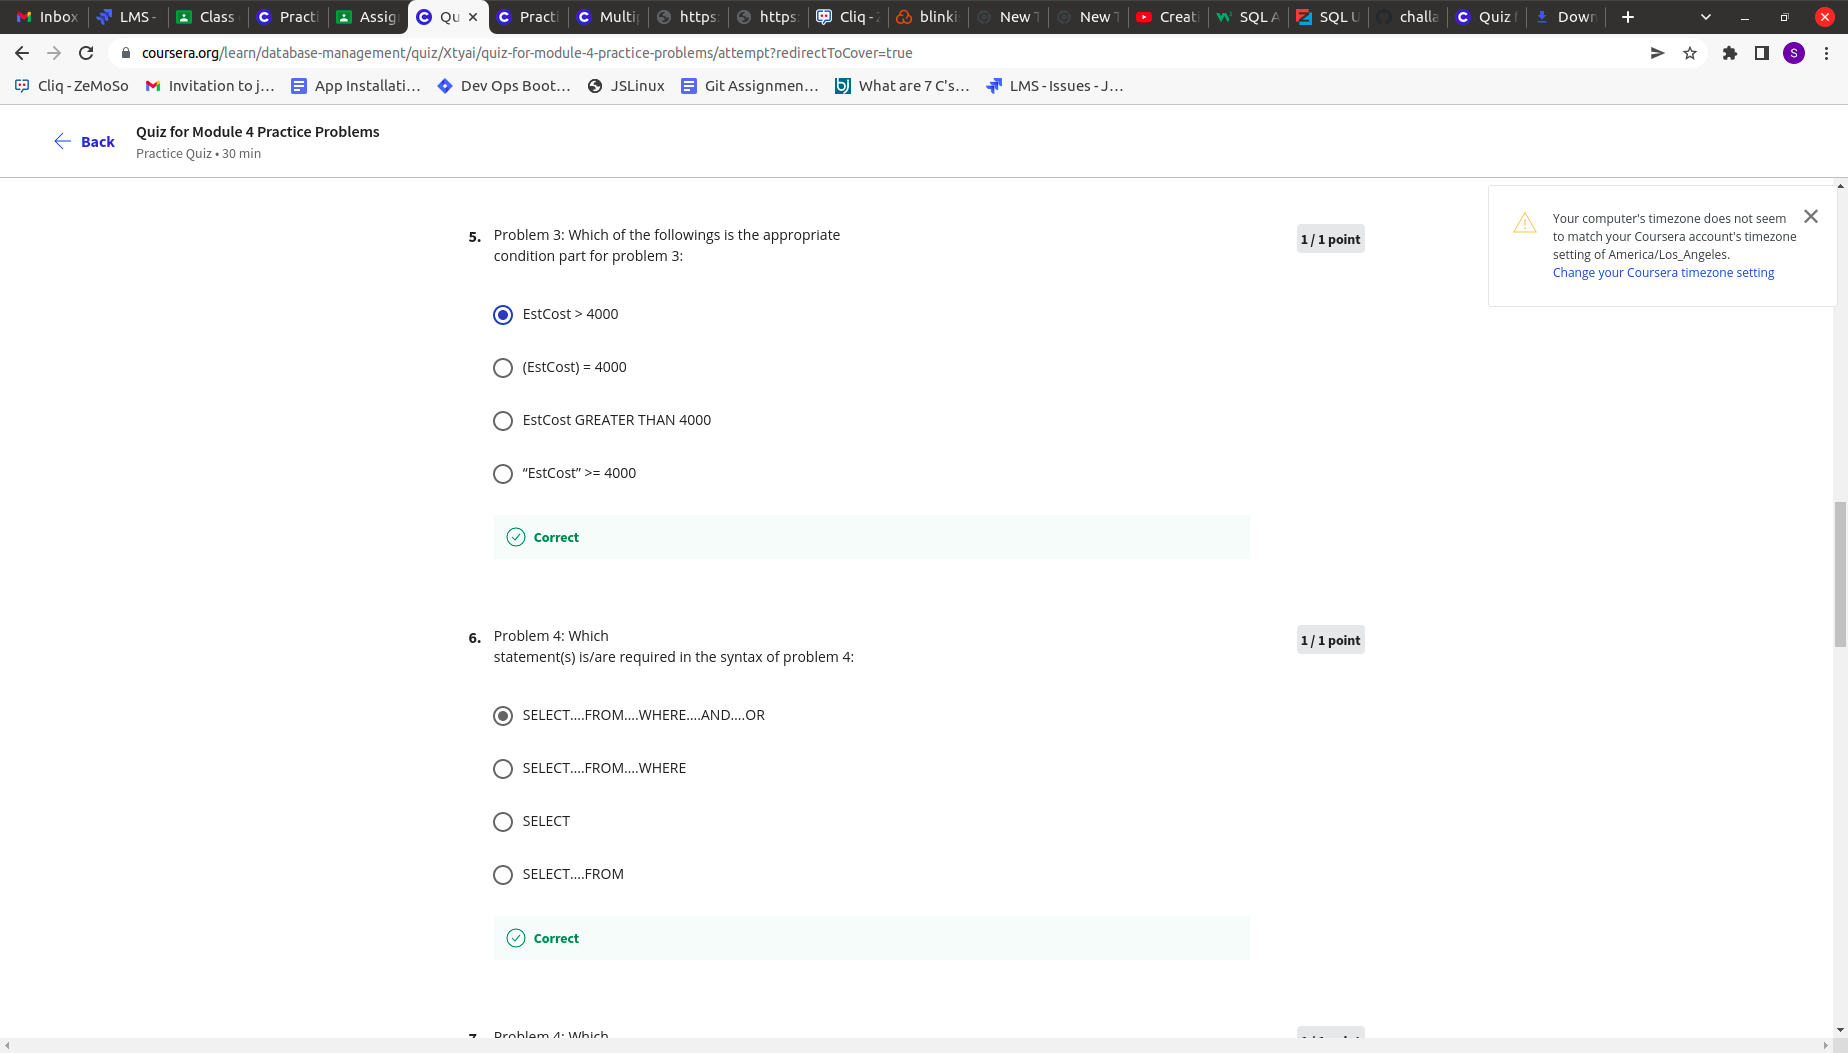 Inbox
LMS -
Class
Practi
Assig
Qu
Practi
Multip
https:
https:
Cliq - Z
blinki
New T
New T
Creati
SQL A
SQL U
challa
Quiz f
Down
coursera.org/learn/database-management/quiz/Xtyai/quiz-for-module-4-practice-problems/attempt?redirectToCover=true
S
Cliq - ZeMoSo
Invitation to j...
App Installati...
Dev Ops Boot...
JSLinux
Git Assignmen...
What are 7 C's...
LMS - Issues - J...
Back
Quiz for Module 4 Practice Problems
Practice Quiz • 30 min
Your computer's timezone does not seem
to match your Coursera account's timezone
setting of America/Los_Angeles.
Change your Coursera timezone setting
5. Problem 3: Which of the followings is the appropriate
condition part for problem 3:
1 / 1 point
EstCost > 4000
(EstCost) = 4000
EstCost GREATER THAN 4000
“EstCost” >= 4000
Correct
6. Problem 4: Which
statement(s) is/are required in the syntax of problem 4:
1 / 1 point
SELECT....FROM....WHERE....AND....OR
SELECT....FROM....WHERE
SELECT
SELECT....FROM
Correct
7. Problem 4: Which
1 / 1 point